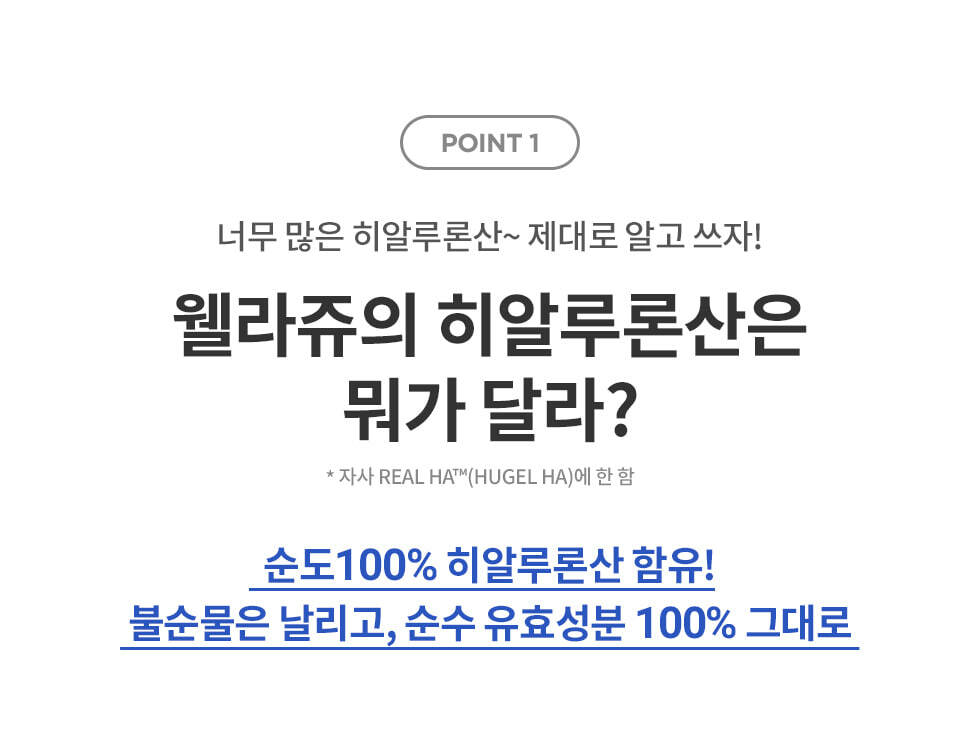 POINT 1
너무 많은 히알루론산~ 제대로 알고 쓰자!
웰라쥬의 히알루론산은
뭐가 달라?
* 자사 REAL HA™(HUGEL HA)에 한 함
순도100% 히알루론산 함유!
불순물은 날리고, 순수 유효성분 100% 그대로